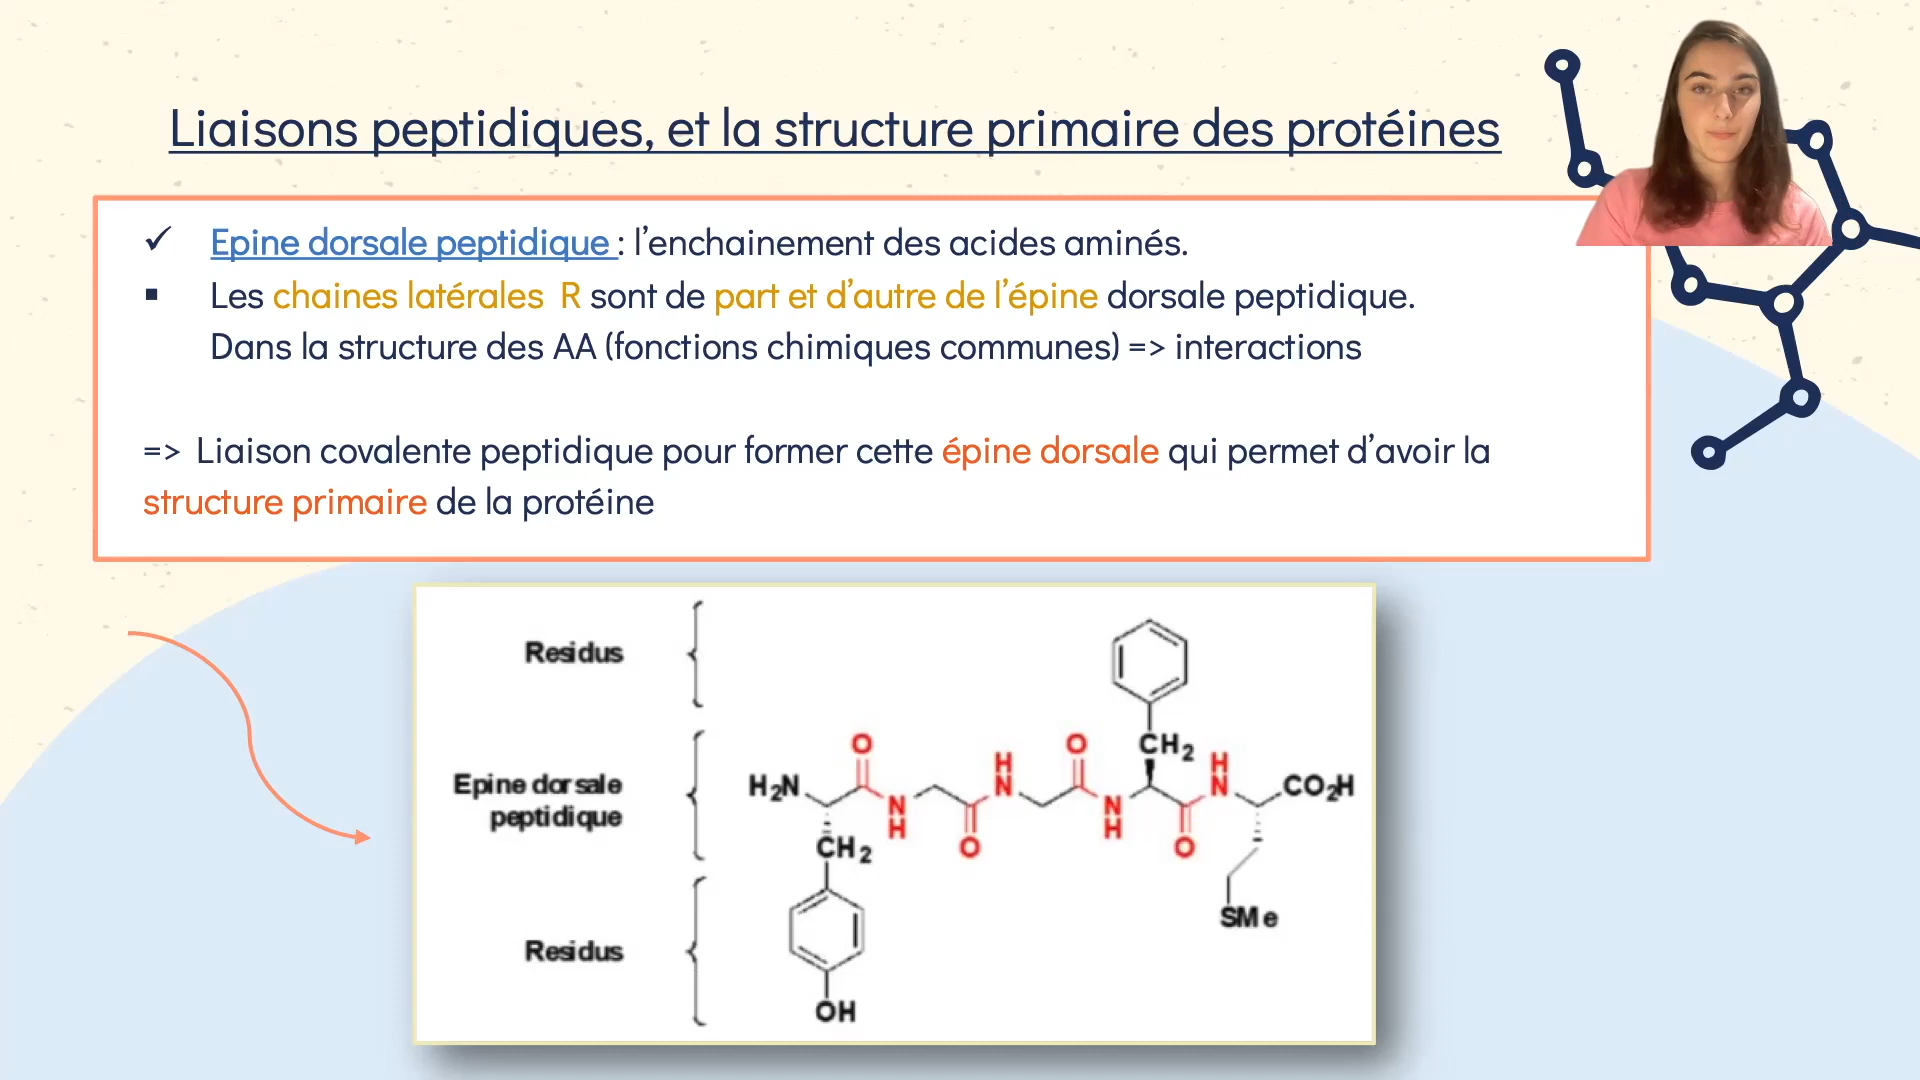 Liaisons peptidiques, et la structure primaire des protéines
✓ Epine dorsale peptidique : l’enchainement des acides aminés.
▪ Les chaines latérales R sont de part et d’autre de l’épine dorsale peptidique.
Dans la structure des AA (fonctions chimiques communes) => interactions
=> Liaison covalente peptidique pour former cette épine dorsale qui permet d’avoir la
structure primaire de la protéine
Residus
Epine dorsale
peptidique
Residus
H₂N
O
N
H
O
H
N
O
N
H
CH₂
O
H
N
CO₂H
CH₂
OH
SMe